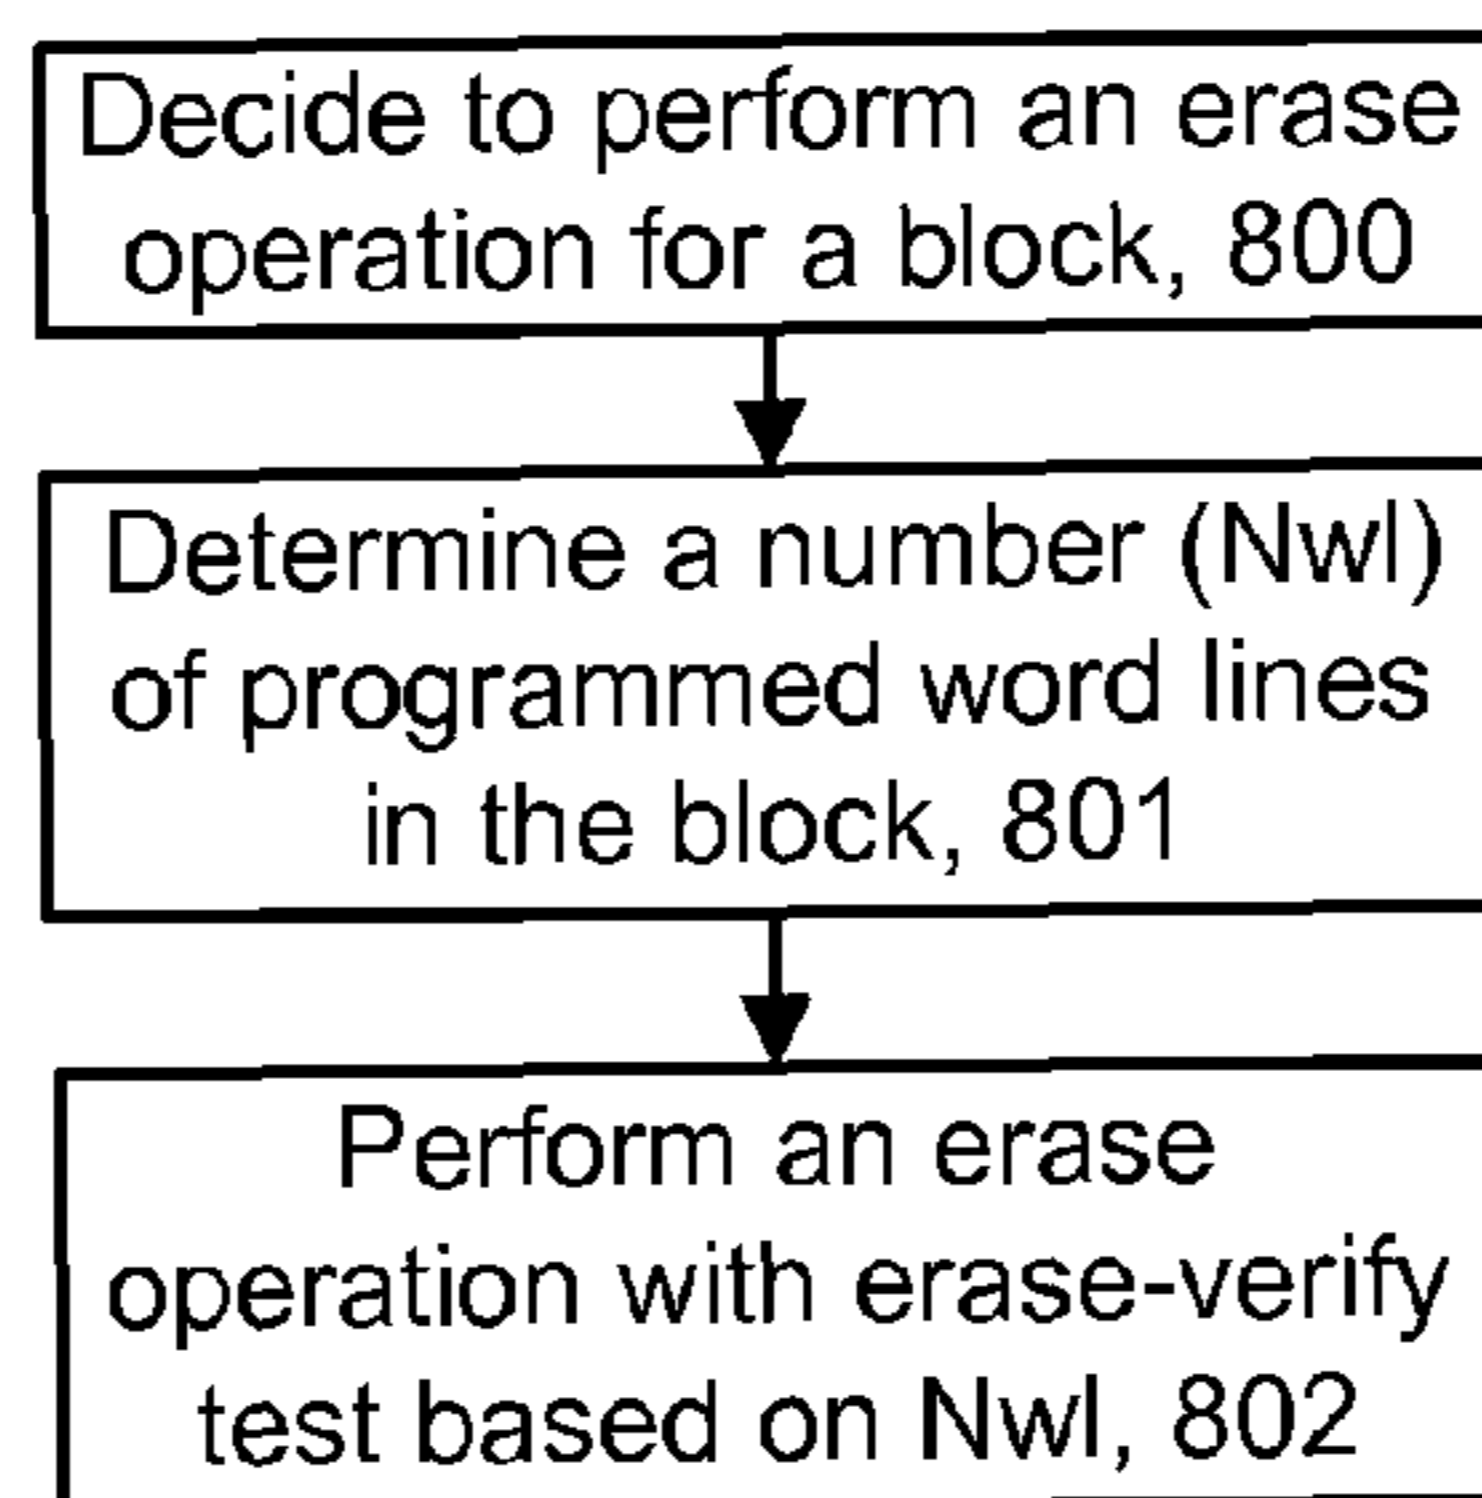 Decide to perform an erase
operation for a block, 800
Determine a number (Nwl)
of programmed word lines
in the block, 801
Perform an erase
operation with erase-verify
test based on Nwl, 802